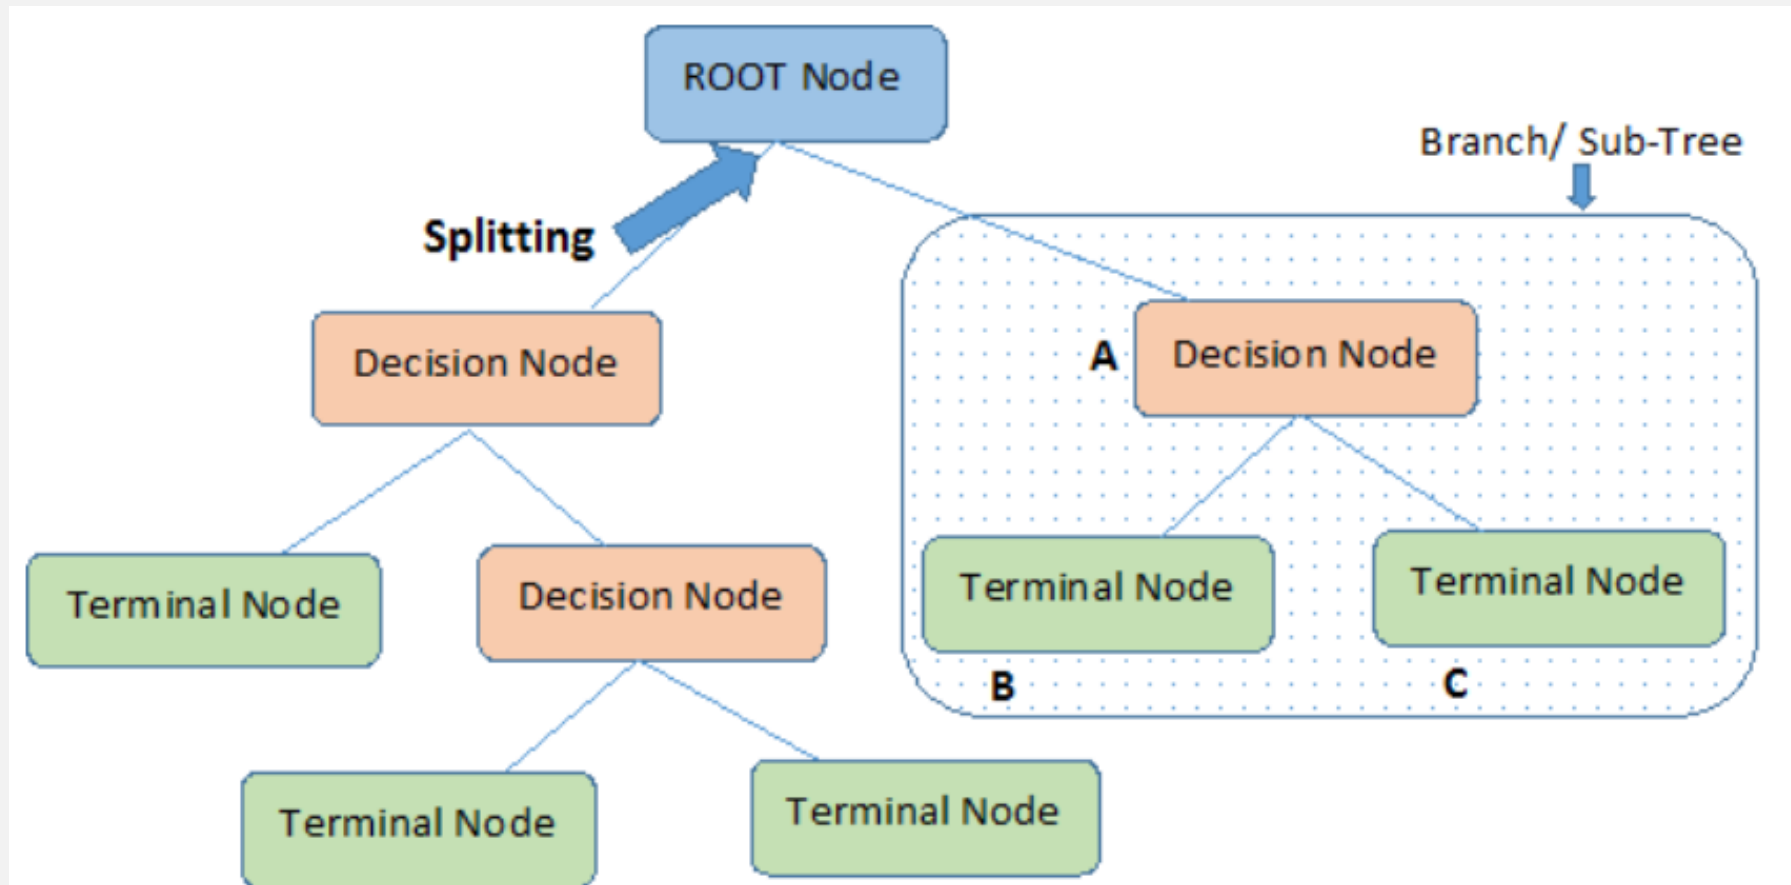 ROOT Node
Branch/ Sub-Tree
Splitting
Decision Node
A
Decision Node
Terminal Node
Decision Node
Terminal Node
Terminal Node
B
C
Terminal Node
Terminal Node